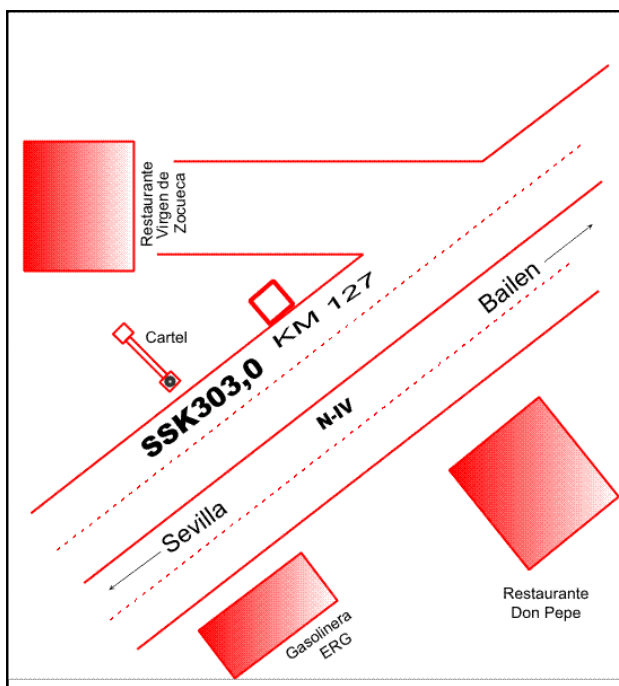 Restaurante
Virgen de
Zocueca
Cartel
SSK303,0 KM 127
Bailen
N-IV
Sevilla
Gasolinera
ERG
Restaurante
Don Pepe